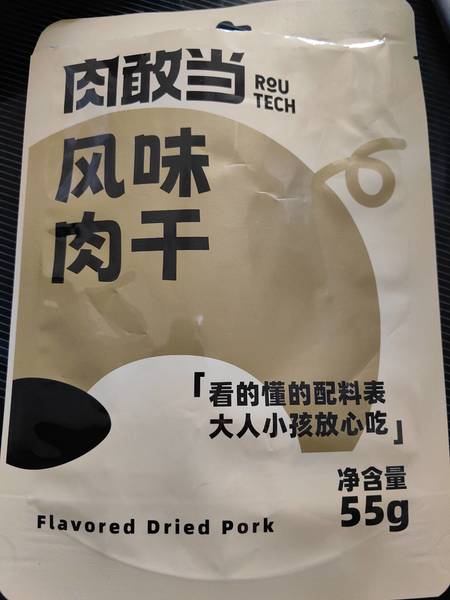 肉敢当
ROU
TECH
风味
肉干
「看的懂的配料表
大人小孩放心吃」
净含量
55g
Flavored Dried Pork